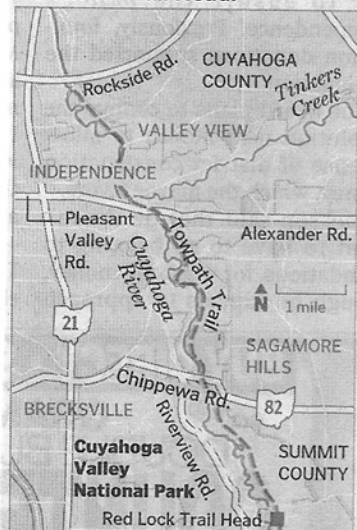 Rockside Rd.
CUYAHOGA
COUNTY
Tinkers
Creek
VALLEY VIEW
INDEPENDENCE
Pleasant
Valley
Rd.
Cuyahoga
River
Towpath Trail
Alexander Rd.
N
1 mile
21
SAGAMORE
HILLS
Chippewa Rd.
82
BRECKSVILLE
Riverview Rd.
Cuyahoga
Valley
National Park
SUMMIT
COUNTY
Red Lock Trail Head